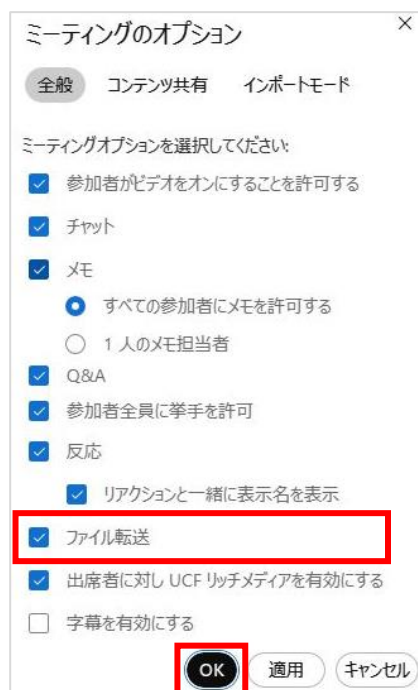 ミーティングのオプション
全般 コンテンツ共有 インポートモード
ミーティングオプションを選択してください:
参加者がビデオをオンにすることを許可する
チャット
メモ
すべての参加者にメモを許可する
1 人のメモ担当者
Q&A
参加者全員に挙手を許可
反応
リアクションと一緒に表示名を表示
ファイル転送
出席者に対し UCF リッチメディアを有効にする
字幕を有効にする
OK 適用 キャンセル